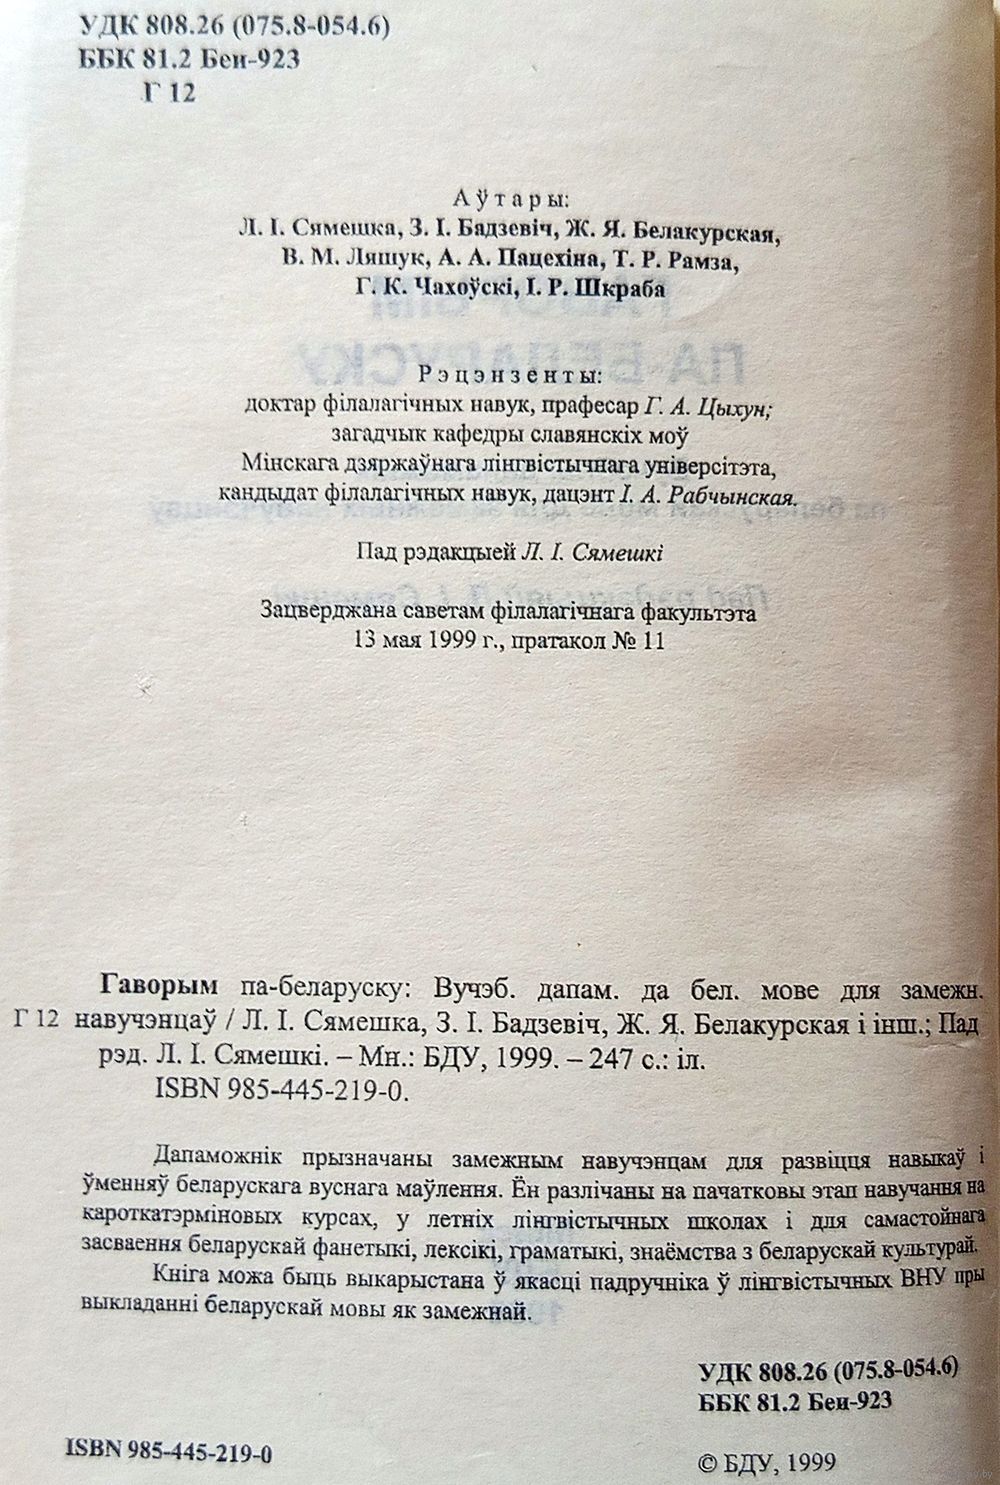 УДК 808.26 (075.8-054.6)
ББК 81.2 Беи-923
Г 12
Аўтары:
Л. І. Сямешка, З. І. Бадзевіч, Ж. Я. Белакурская,
В. М. Ляшук, А. А. Пацехіна, Т. Р. Рамза,
Г. К. Чахоўскі, І. Р. Шкраба
Рэцэнзенты:
доктар філалагічных навук, прафесар Г. А. Цыхун;
загадчык кафедры славянскіх моў
Мінскага дзяржаўнага лінгвістычнага універсітэта,
кандыдат філалагічных навук, дацэнт І. А. Рабчынская.
Пад рэдакцыей Л. І. Сямешкі
Зацверджана саветам філалагічнага факультэта
13 мая 1999 г., пратакол № 11
Гаворым па-беларуску: Вучэб. дапам. да бел. мове для замежн.
Г 12 навучэнцаў / Л. І. Сямешка, З. І. Бадзевіч, Ж. Я. Белакурская і інш.; Пад
рэд. Л. І. Сямешкі. – Мн.: БДУ, 1999. – 247 с.: іл.
ISBN 985-445-219-0.
Дапаможнік прызначаны замежным навучэнцам для развіцця навыкаў і
ўменняў беларускага вуснага маўлення. Ён разлічаны на пачатковы этап навучання на
кароткатэрміновых курсах, у летніх лінгвістычных школах і для самастойнага
засваення беларускай фанетыкі, лексікі, граматыкі, знаёмства з беларускай культурай.
Кніга можа быць выкарыстана ў якасці падручніка ў лінгвістычных ВНУ пры
выкладанні беларускай мовы як замежнай.
УДК 808.26 (075.8-054.6)
ББК 81.2 Беи-923
ISBN 985-445-219-0
© БДУ, 1999